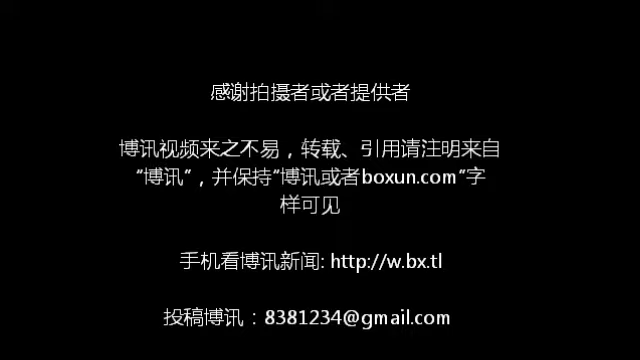 感谢拍摄者或者提供者
博讯视频来之不易，转载、引用请注明来自
“博讯”，并保持“博讯或者boxun.com”字
样可见
手机看博讯新闻: http://w.bx.tl
投稿博讯：8381234@gmail.com